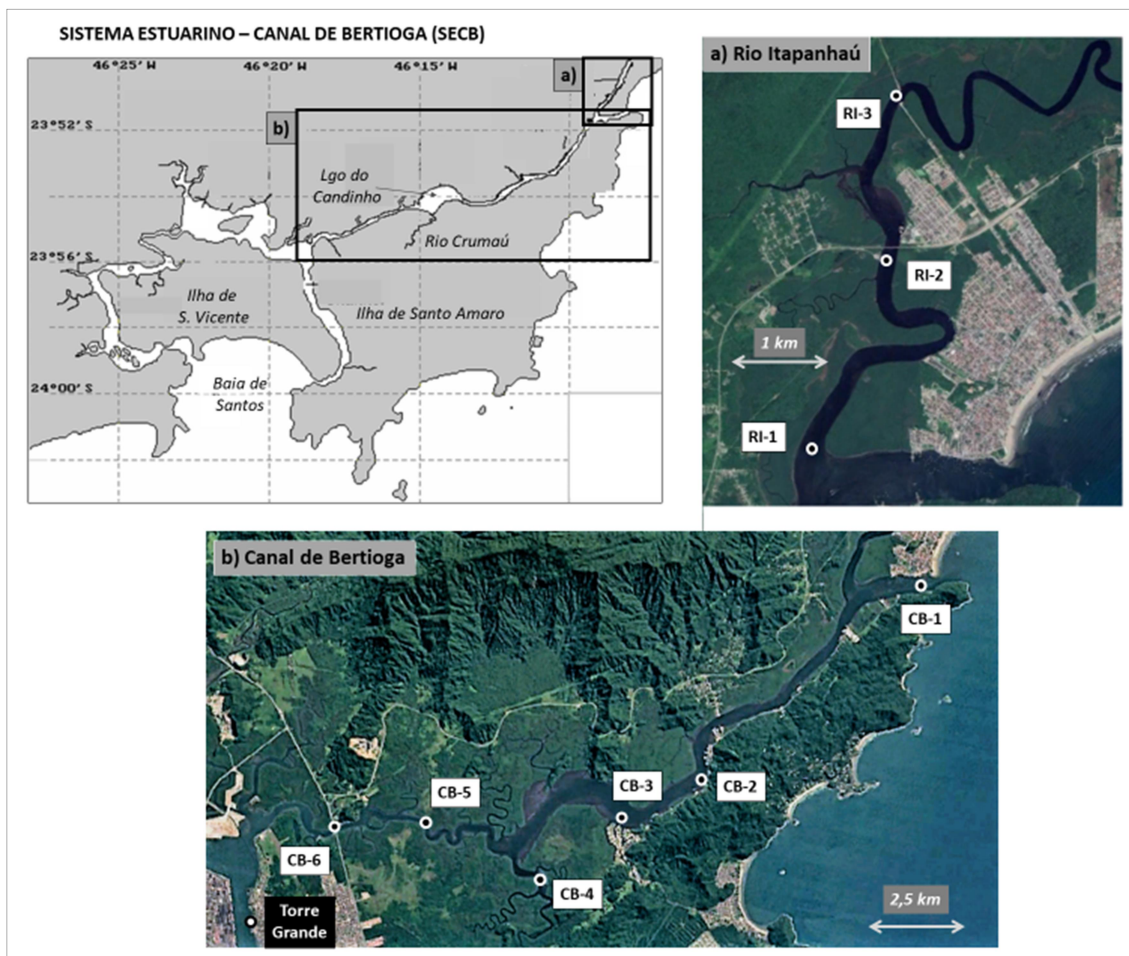 SISTEMA ESTUARINO – CANAL DE BERTIOGA (SECB)
46°25' W
46°20' W
46°15' W
a)
b)
23°52' S
Lgo do
Candinho
Rio Crumaú
23°56' S
Ilha de
S. Vicente
Ilha de Santo Amaro
24°00' S
Baia de
Santos
a) Rio Itapanhaú
RI-3
RI-2
1 km
RI-1
b) Canal de Bertioga
CB-1
CB-2
CB-3
CB-5
CB-6
CB-4
Torre
Grande
2,5 km